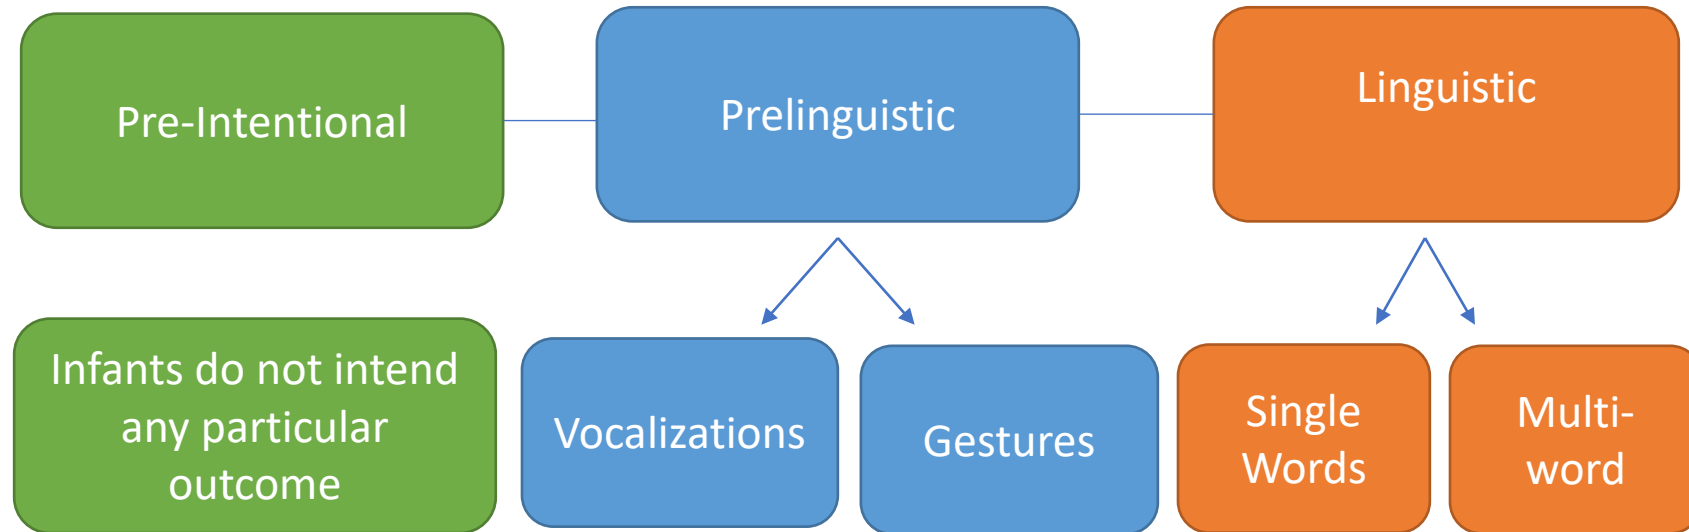 Pre-Intentional
Prelinguistic
Linguistic
Infants do not intend
any particular
outcome
Vocalizations
Gestures
Single
Words
Multi-
word